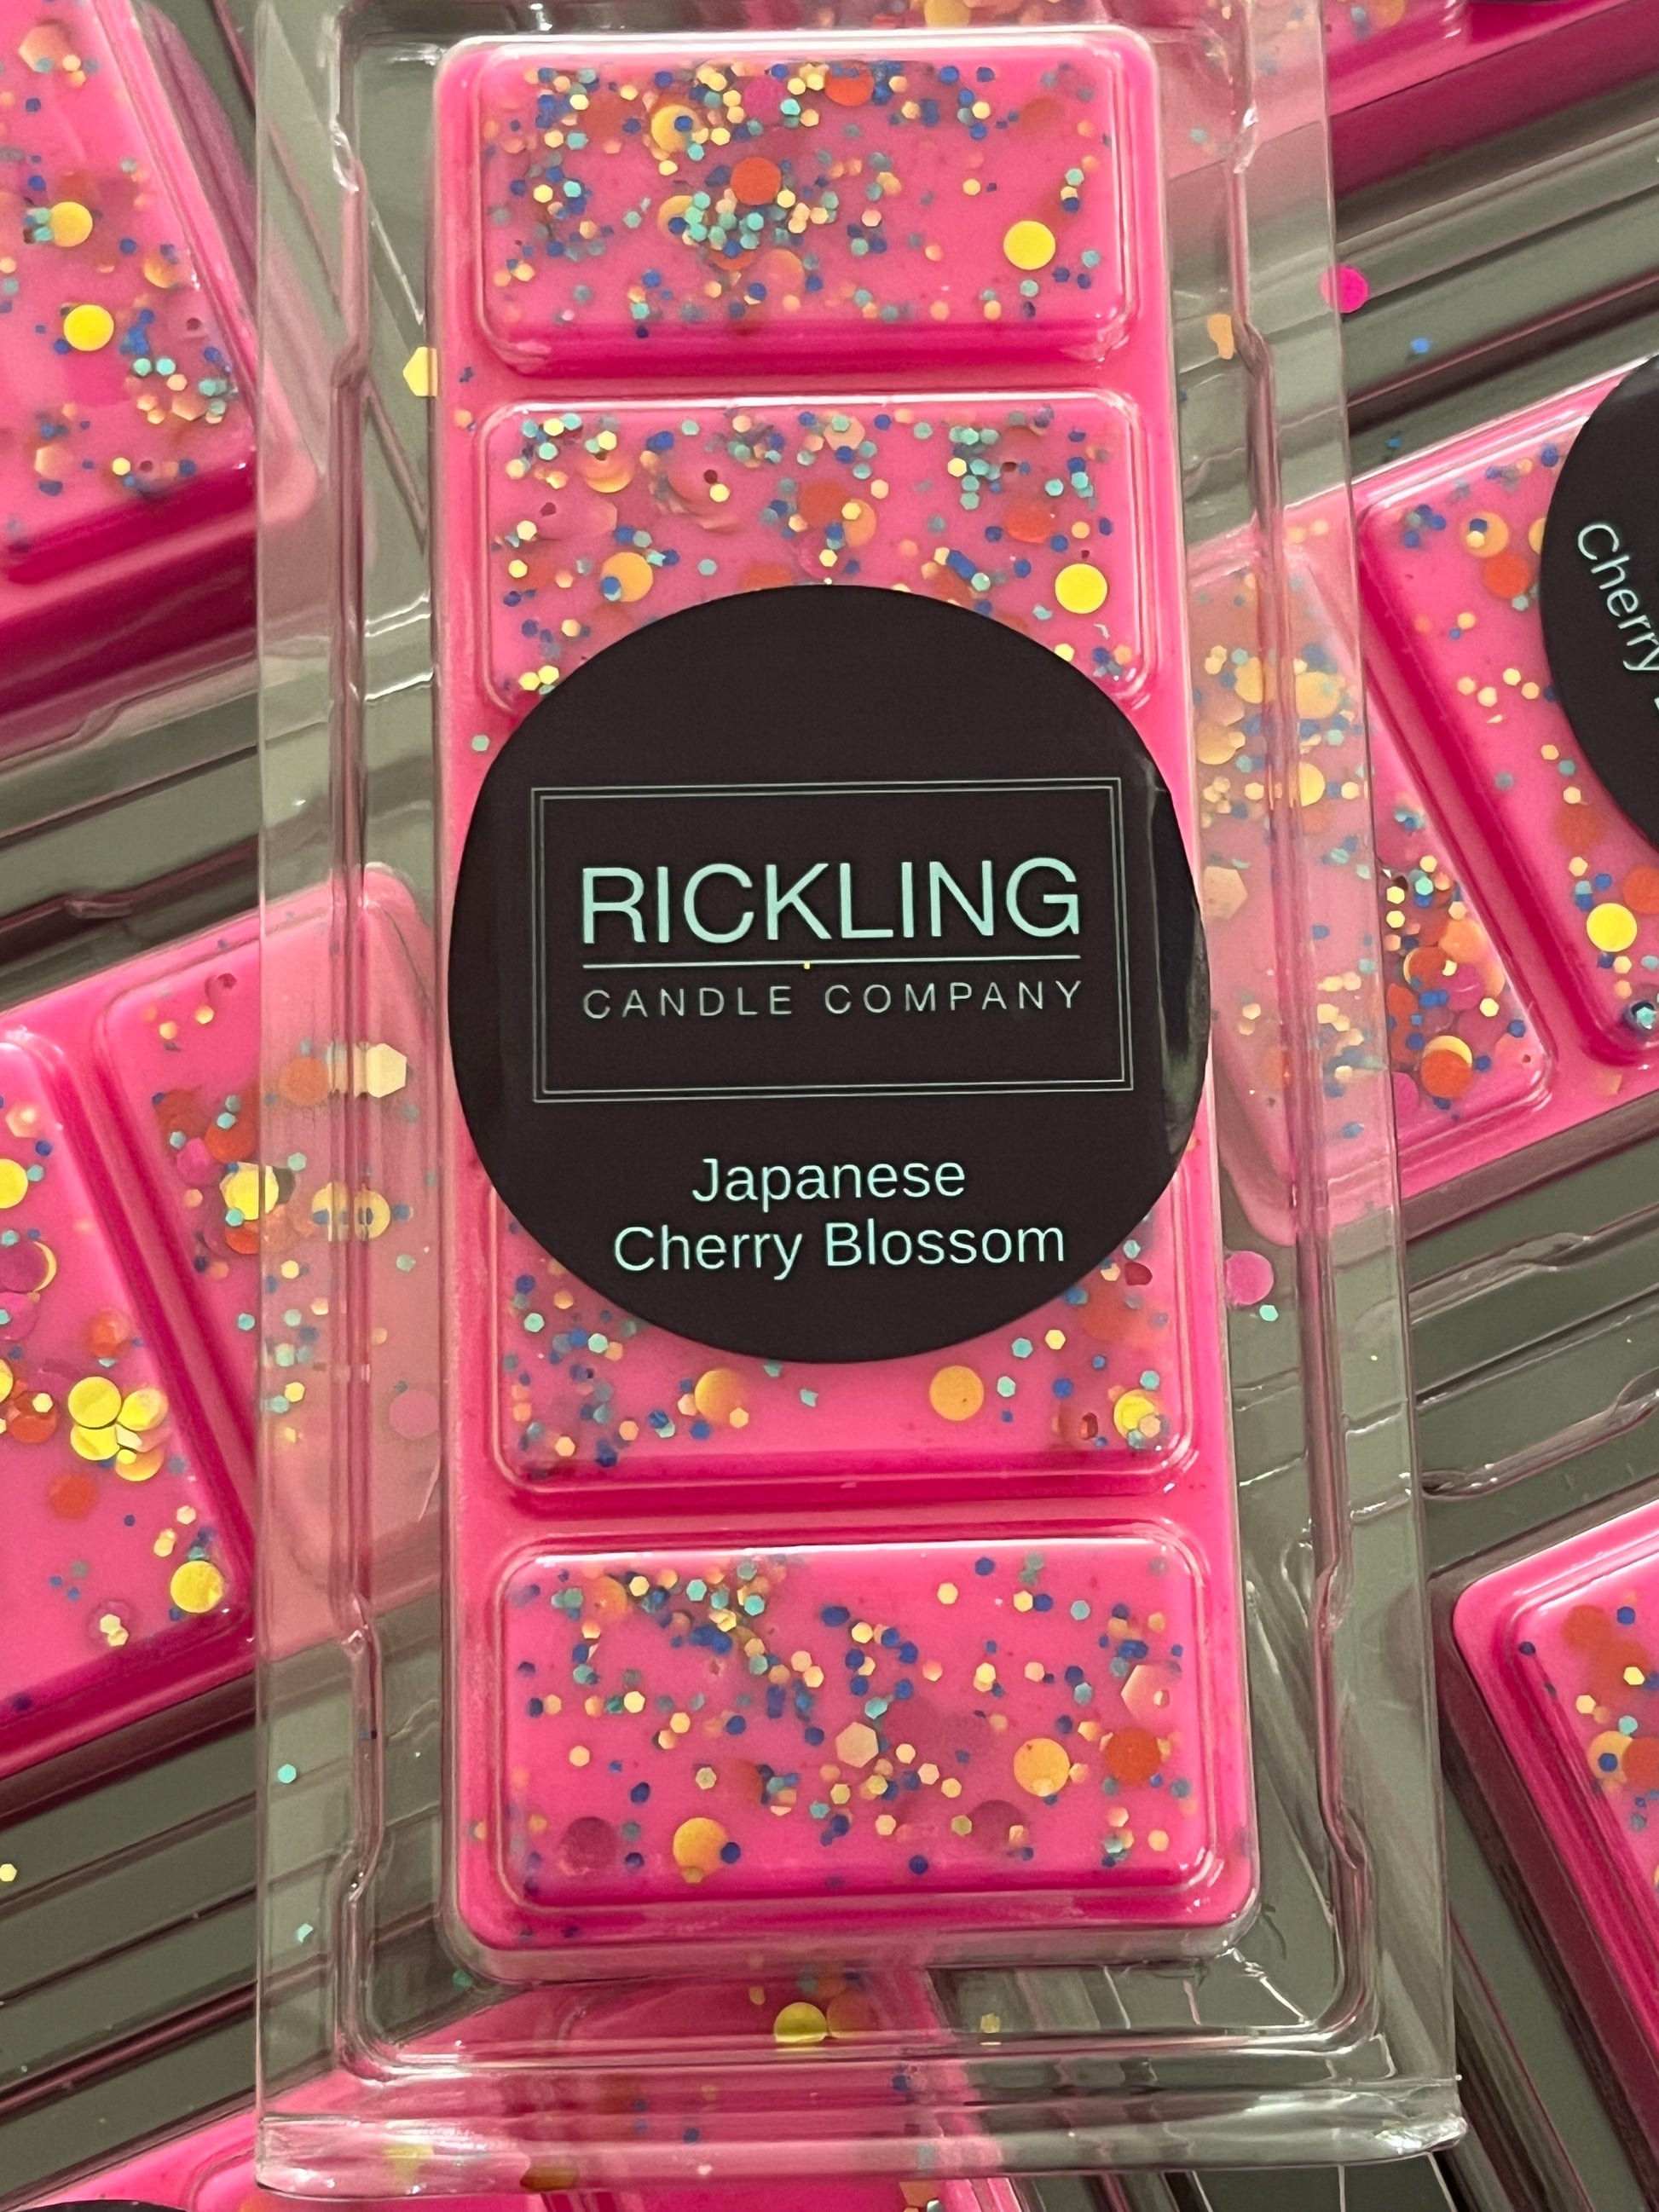 RICKLING
CANDLE COMPANY
Japanese
Cherry Blossom
Cherry